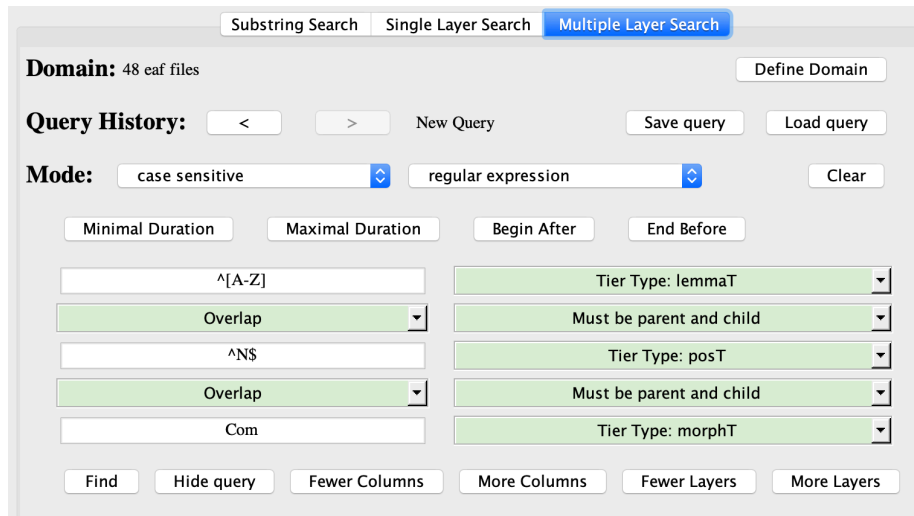 Substring Search Single Layer Search Multiple Layer Search
Domain: 48 eaf files Define Domain
Query History: < > New Query Save query Load query
Mode: case sensitive regular expression Clear
Minimal Duration Maximal Duration Begin After End Before
^[A-Z] Tier Type: lemmaT
Overlap Must be parent and child
^N$ Tier Type: posT
Overlap Must be parent and child
Com Tier Type: morphT
Find Hide query Fewer Columns More Columns Fewer Layers More Layers